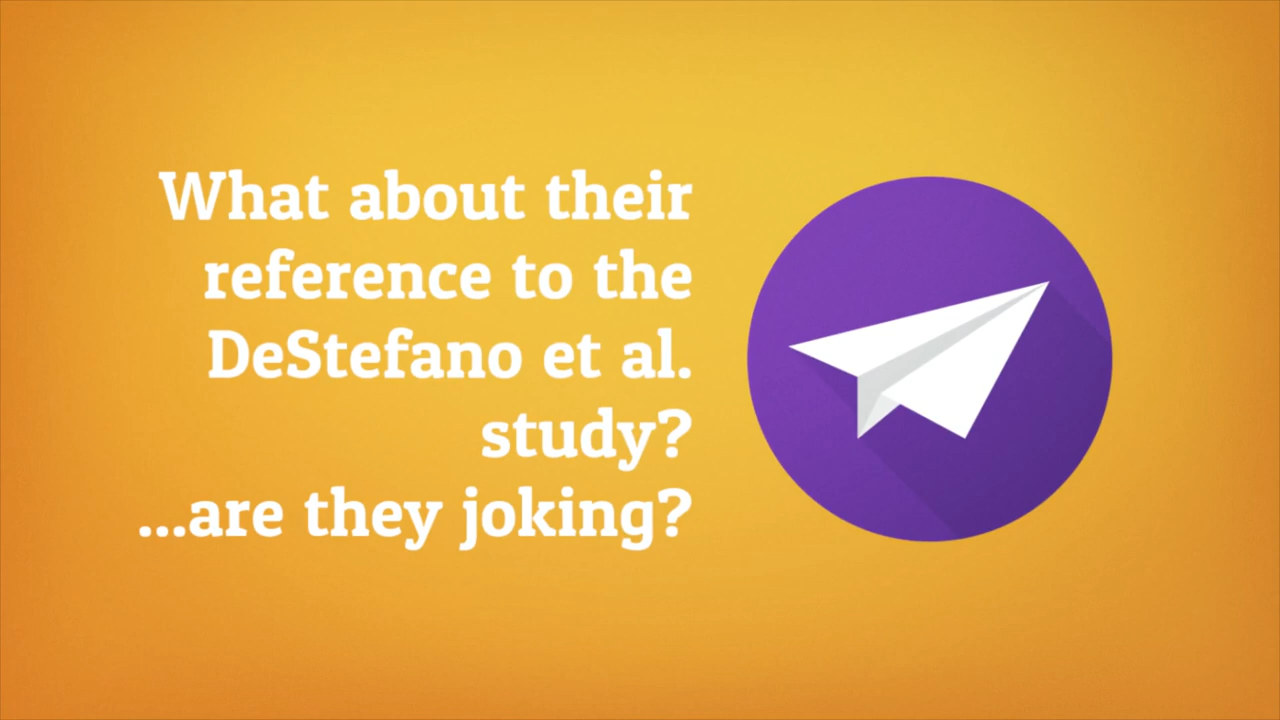 What about their
reference to the
DeStefano et al.
study?
...are they joking?